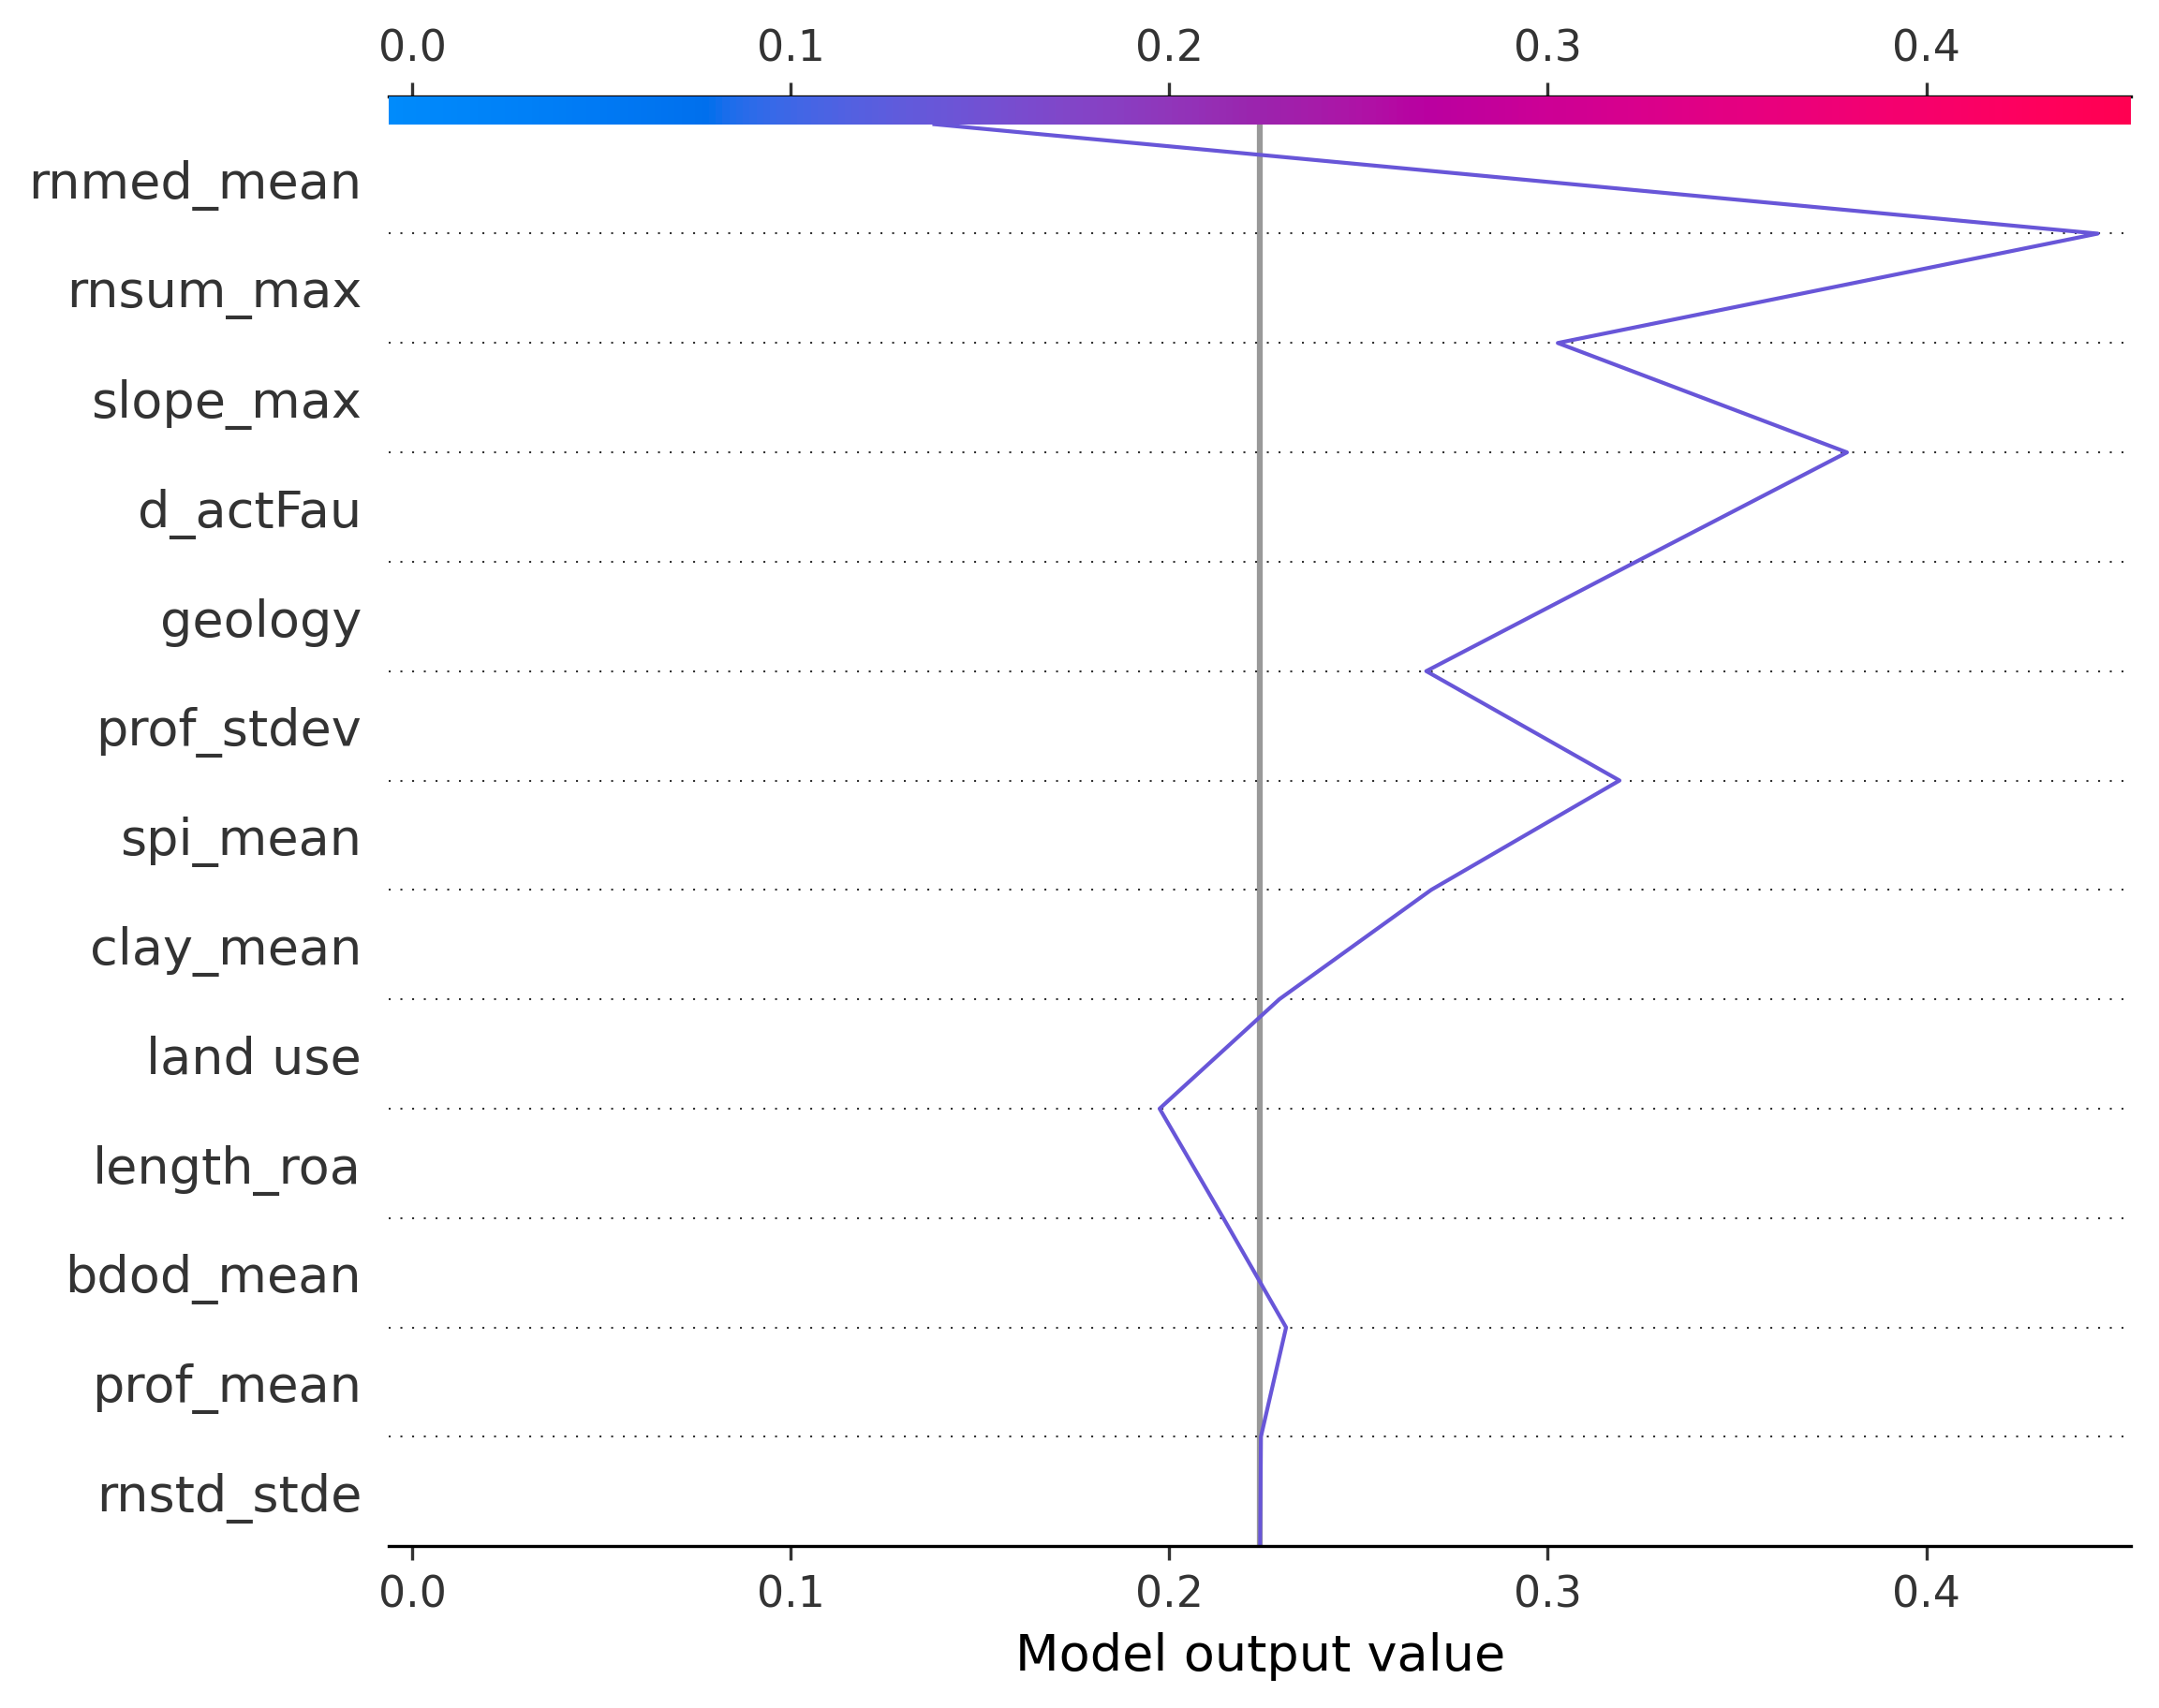 0.0 0.1 0.2 0.3 0.4
rnmed_mean
rnsum_max
slope_max
d_actFau
geology
prof_stdev
spi_mean
clay_mean
land use
length_roa
bdod_mean
prof_mean
rnstd_stde
0.0 0.1 0.2 0.3 0.4
Model output value